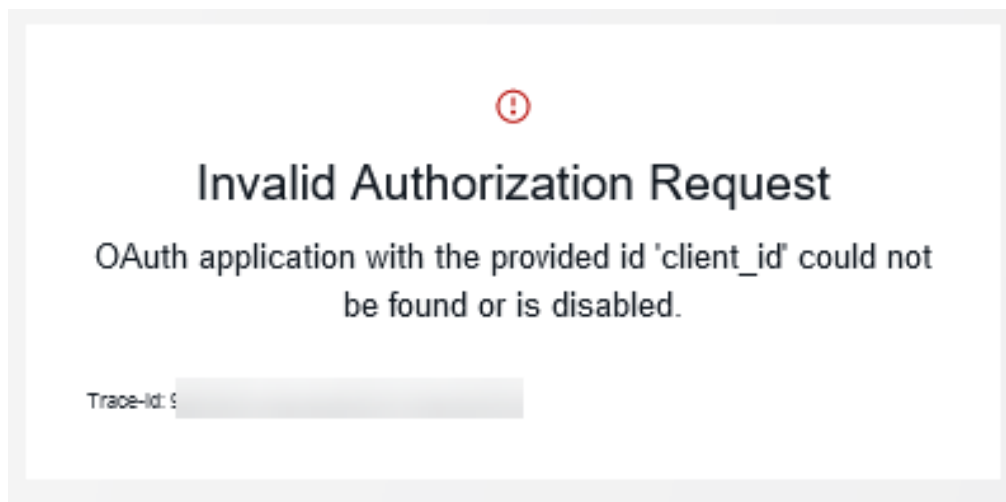 Invalid Authorization Request
OAuth application with the provided id 'client_id' could not
be found or is disabled.
Trace-Id: 9